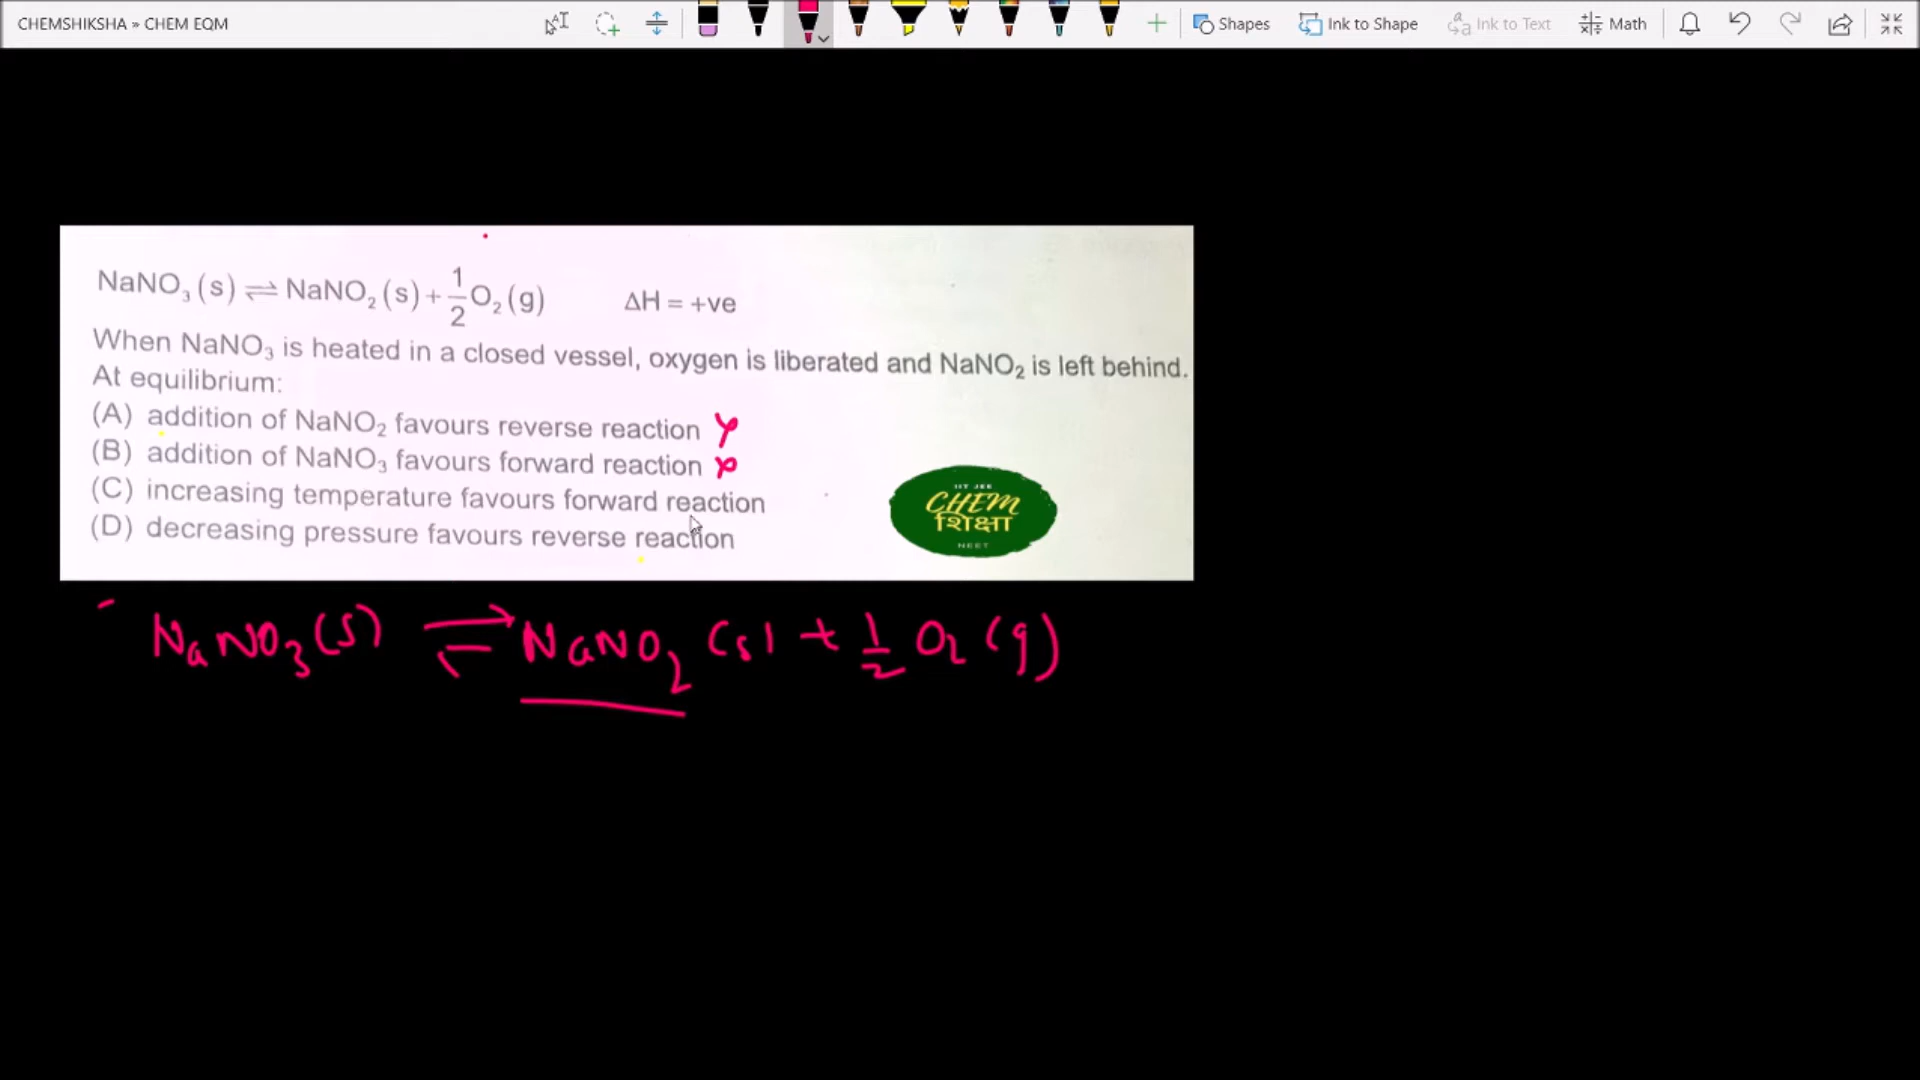 CHEMSHIKSHA » CHEM EQM
Shapes
Ink to Shape
Ink to Text
Math
NaNO₃(s) ⇌ NaNO₂(s) + 1/2 O₂(g) ΔH = +ve
When NaNO₃ is heated in a closed vessel, oxygen is liberated and NaNO₂ is left behind.
At equilibrium:
(A) addition of NaNO₂ favours reverse reaction
(B) addition of NaNO₃ favours forward reaction
(C) increasing temperature favours forward reaction
(D) decreasing pressure favours reverse reaction
IIT JEE
CHEM
शिक्षा
NEET
NaNO₃(s) ⇌ NaNO₂(s) + 1/2 O₂(g)